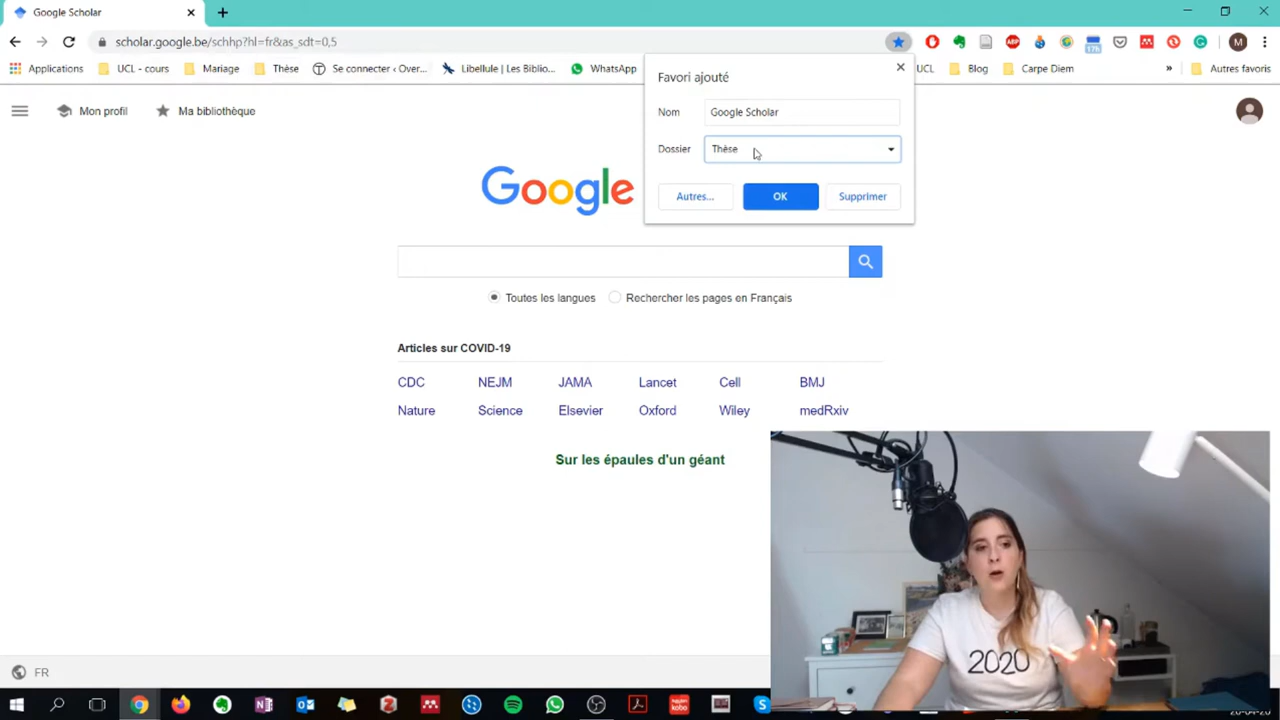 Google Scholar
scholar.google.be/schhp?hl=fr&as_sdt=0,5
17h
ABP
M
Applications
UCL - cours
Mariage
Thèse
Se connecter ‹ Over...
Libellule | Les Biblio...
WhatsApp
UCL
Blog
Carpe Diem
»
Autres favoris
Favori ajouté
Nom
Google Scholar
Dossier
Thèse
Autres...
OK
Supprimer
Mon profil
Ma bibliothèque
Google
Toutes les langues
Rechercher les pages en Français
Articles sur COVID-19
CDC NEJM JAMA Lancet Cell BMJ
Nature Science Elsevier Oxford Wiley medRxiv
Sur les épaules d'un géant
2020
FR